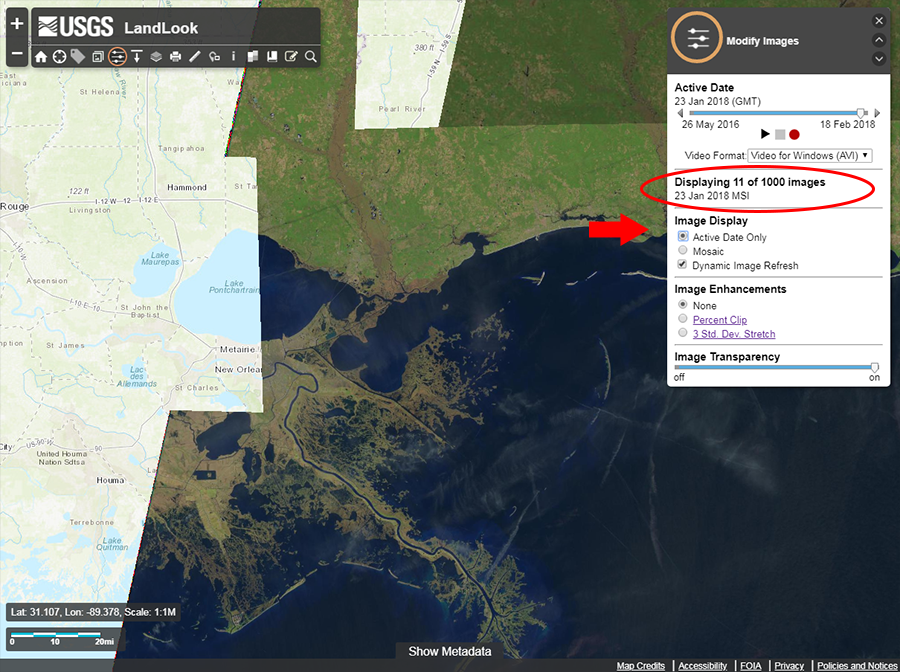 +
−
USGS LandLook
Modify Images
Active Date
23 Jan 2018 (GMT)
26 May 2016 18 Feb 2018
Video Format: Video for Windows (AVI)
Displaying 11 of 1000 images
23 Jan 2018 MSI
Image Display
Active Date Only
Mosaic
Dynamic Image Refresh
Image Enhancements
None
Percent Clip
3 Std. Dev. Stretch
Image Transparency
off on
380 ft
I-59 N
I-59 S
Pearl River
East
Feliciana
St Helena
Tangipahoa
122 ft
Hammond
St Ta
Rouge
Livingston
I-12 W
I-12 E
Lake
Maurepas
Lake
Pontchartrain
Ascension
I-10 E
St John the
Baptist
St James
Metairie
New Orlean
Lac
des
Allemands
St Charles
City
US-90 W
United Houma
Nation Sdtsa
Houma
Terrebonne
Lake
Quitman
Lat: 31.107, Lon: -89.378, Scale: 1:1M
0 10 20mi
Show Metadata
Map Credits | Accessibility | FOIA | Privacy | Policies and Notices